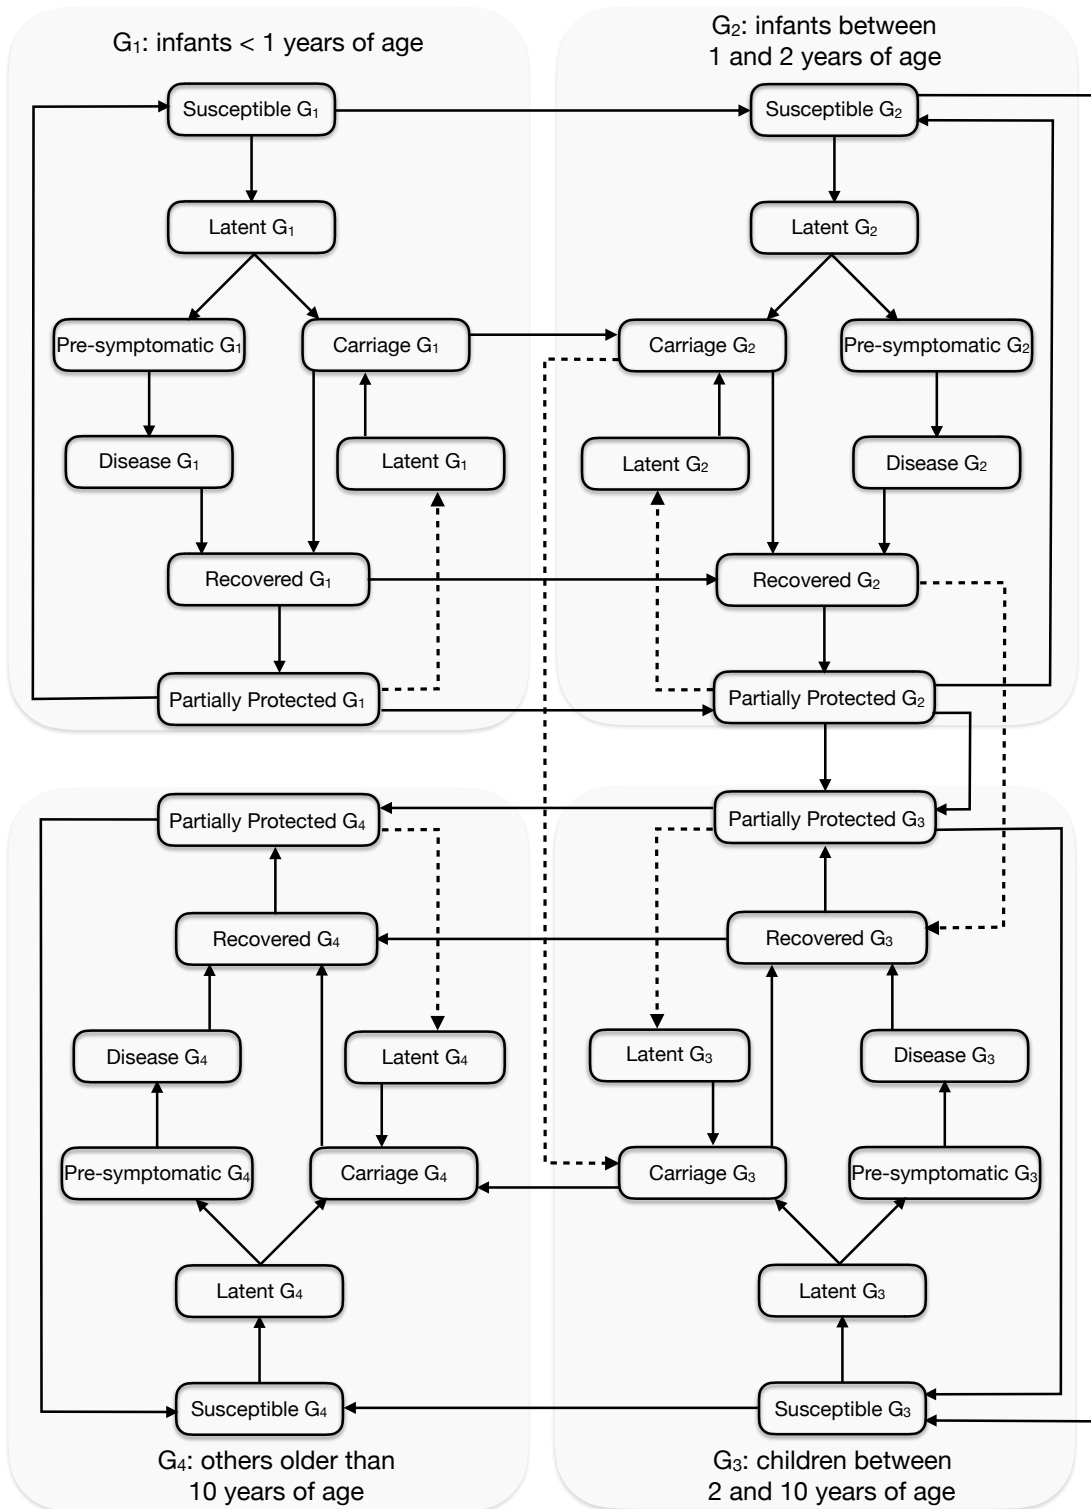 G₁: infants < 1 years of age
G₂: infants between
1 and 2 years of age
Susceptible G₁
Susceptible G₂
Latent G₁
Latent G₂
Pre-symptomatic G₁
Carriage G₁
Carriage G₂
Pre-symptomatic G₂
Disease G₁
Latent G₁
Latent G₂
Disease G₂
Recovered G₁
Recovered G₂
Partially Protected G₁
Partially Protected G₂
Partially Protected G₄
Partially Protected G₃
Recovered G₄
Recovered G₃
Disease G₄
Latent G₄
Latent G₃
Disease G₃
Pre-symptomatic G₄
Carriage G₄
Carriage G₃
Pre-symptomatic G₃
Latent G₄
Latent G₃
Susceptible G₄
Susceptible G₃
G₄: others older than
10 years of age
G₃: children between
2 and 10 years of age